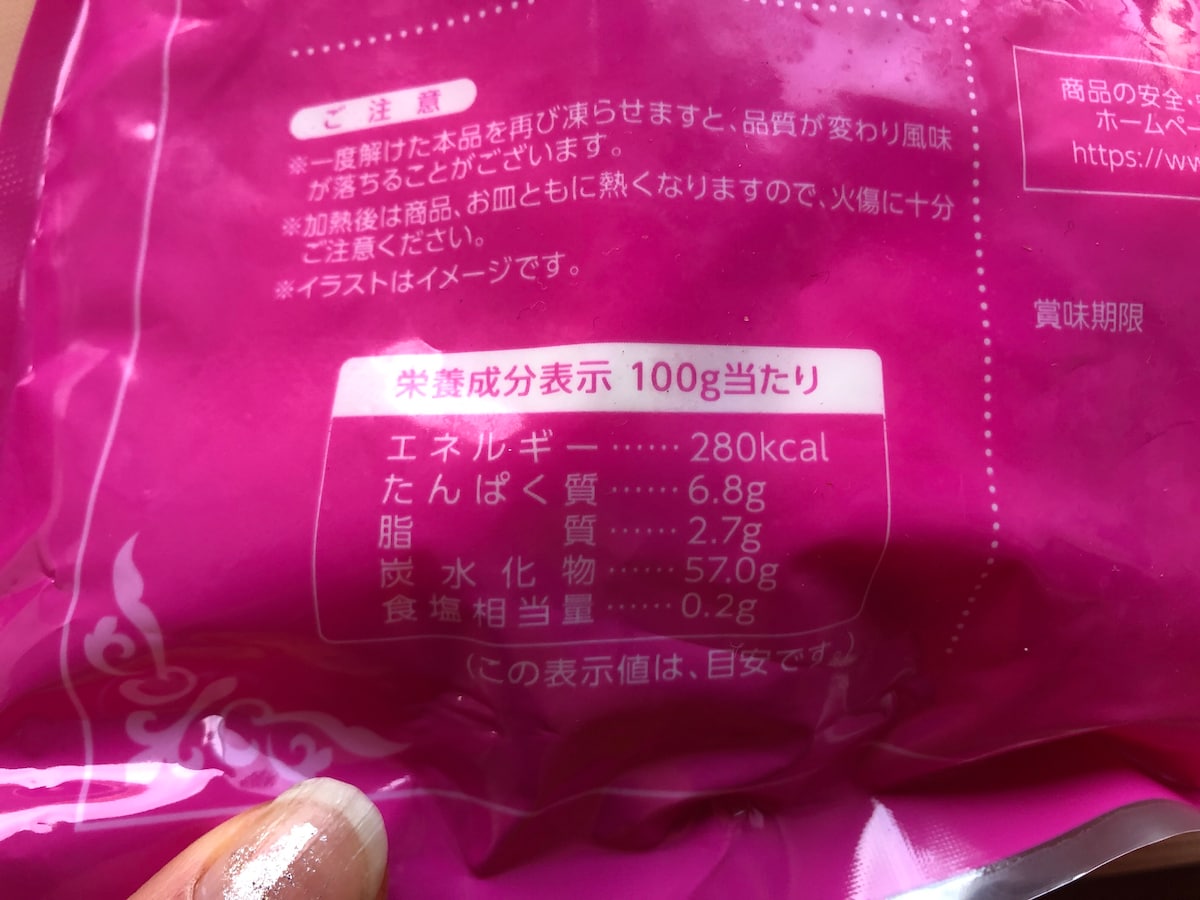 ご注意
※一度解けた本品を再び凍らせますと、品質が変わり風味
が落ちることがございます。
※加熱後は商品、お皿ともに熱くなりますので、火傷に十分
ご注意ください。
※イラストはイメージです。
栄養成分表示 100g当たり
エネルギー……280kcal
たんぱく質……6.8g
脂質……2.7g
炭水化物……57.0g
食塩相当量……0.2g
(この表示値は、目安です。)
商品の安全・
ホームペー
https://ww
賞味期限